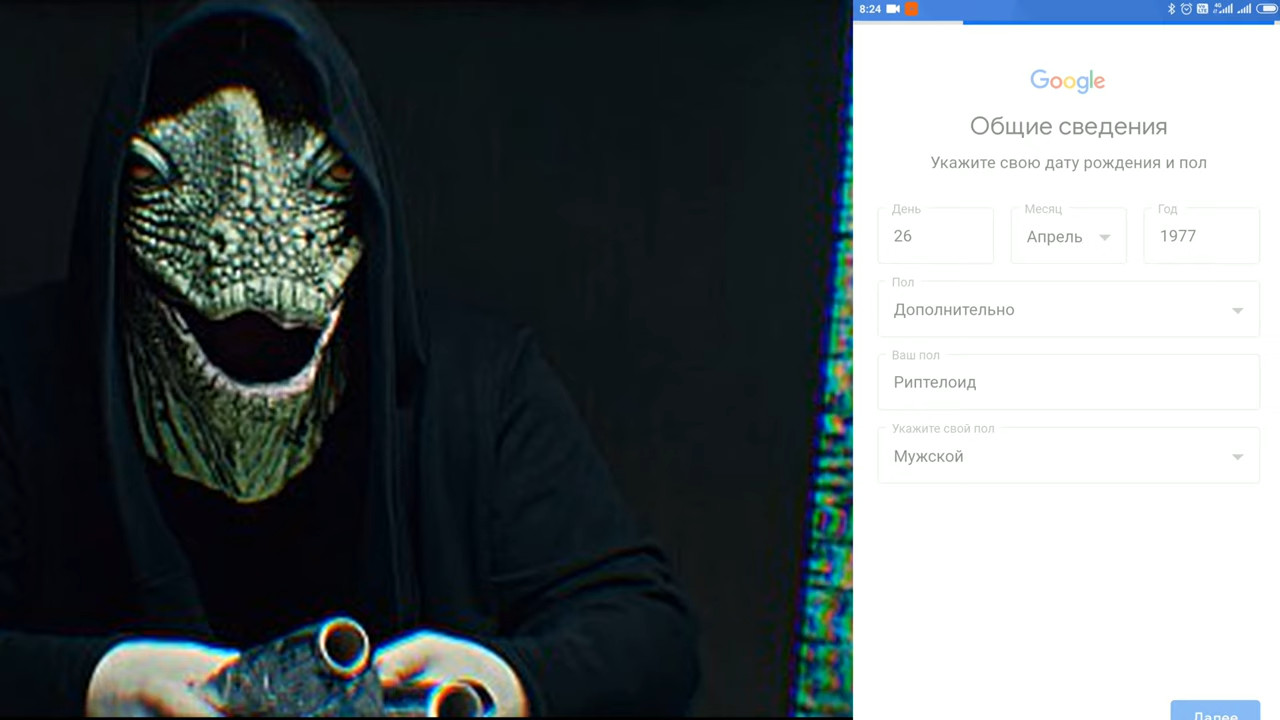 8:24
4G
Google
Общие сведения
Укажите свою дату рождения и пол
День
26
Месяц
Апрель
Год
1977
Пол
Дополнительно
Ваш пол
Риптелоид
Укажите свой пол
Мужской
Далее